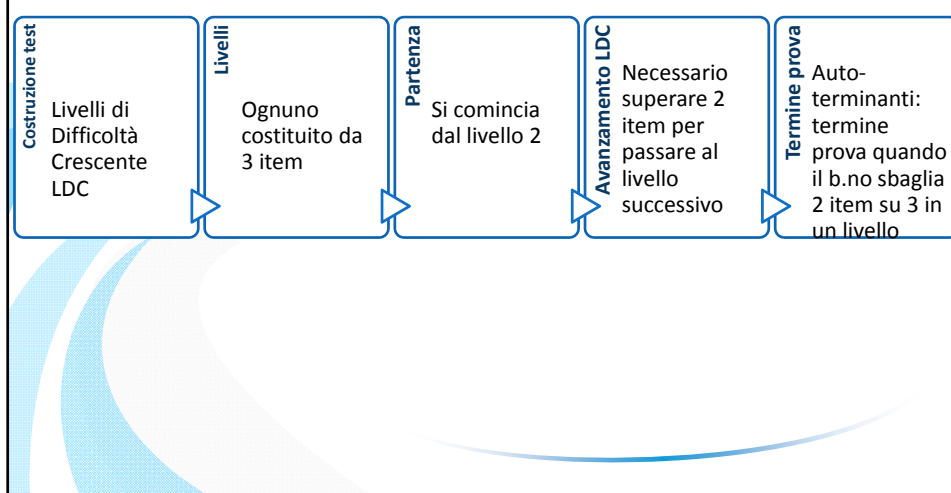 Costruzione test
Livelli di
Difficoltà
Crescente
LDC
Livelli
Ognuno
costituito da
3 item
Partenza
Si comincia
dal livello 2
Avanzamento LDC
Necessario
superare 2
item per
passare al
livello
successivo
Termine prova
Auto-
terminanti:
termine
prova quando
il b.no sbaglia
2 item su 3 in
un livello